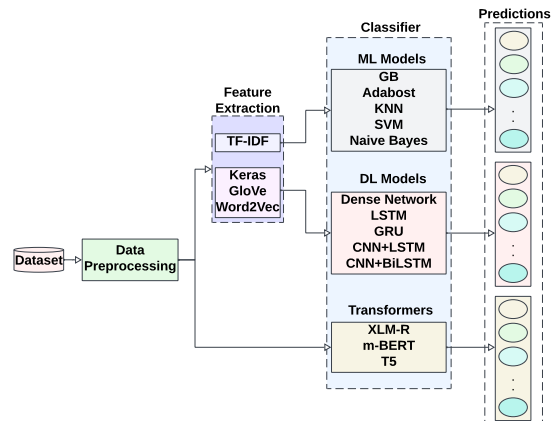 Predictions
Classifier
ML Models
GB
Adabost
KNN
SVM
Naive Bayes
Feature
Extraction
TF-IDF
Keras
GloVe
Word2Vec
DL Models
Dense Network
LSTM
GRU
CNN+LSTM
CNN+BiLSTM
Dataset
Data
Preprocessing
Transformers
XLM-R
m-BERT
T5